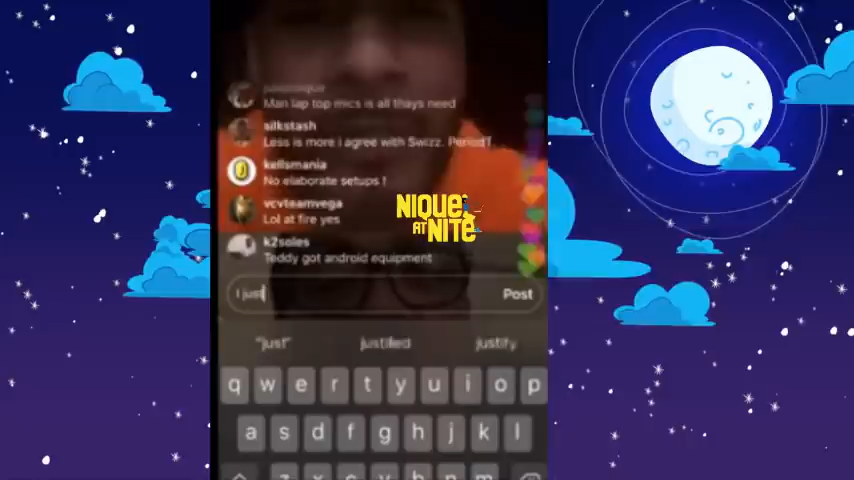 Man lap top mics is all thays need
silkstash
Less is more i agree with Swizz. Period!
kellsmania
No elaborate setups !
vcvteamvega
Lol at fire yes
k2soles
Teddy got android equipment
NIQUE
AT NITE
I just
Post
"just"
justified
justify
q w e r t y u i o p
a s d f g h j k l
z x c v b n m